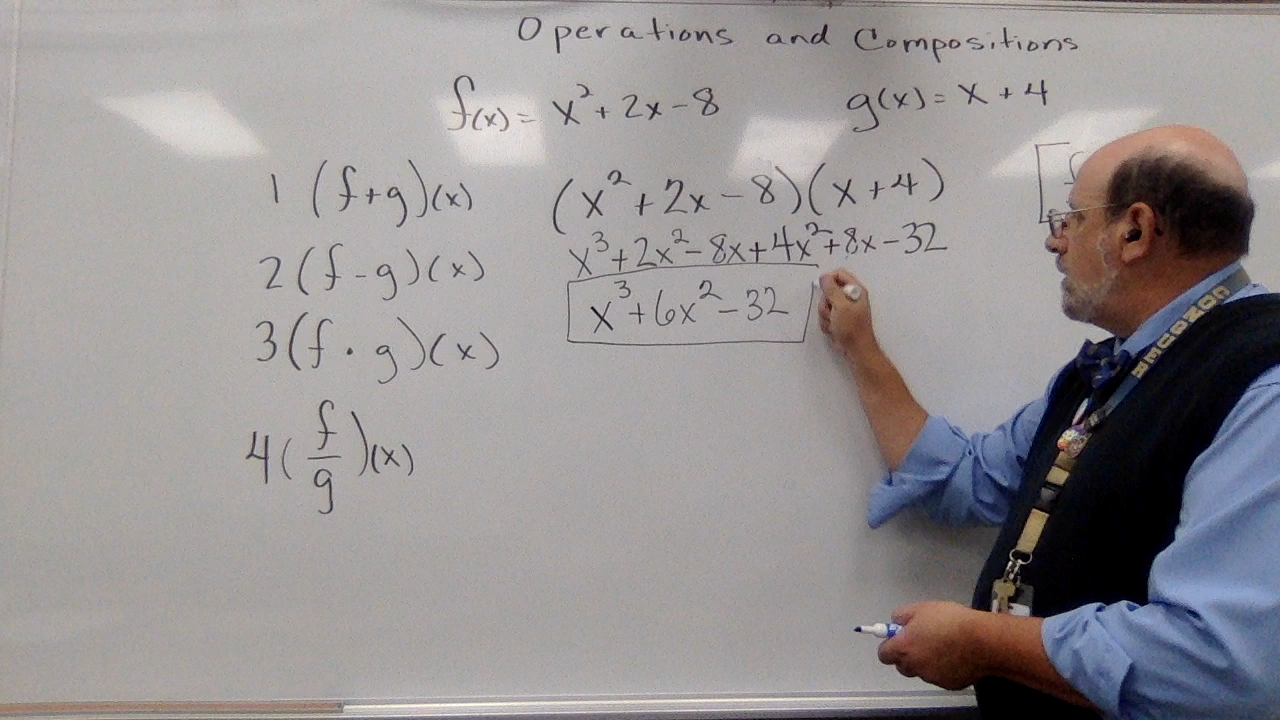 Operations and Compositions
f(x) = x² + 2x - 8 g(x) = x + 4
1 (f+g)(x)
2 (f-g)(x)
3 (f · g)(x)
4 (f/g)(x)
(x² + 2x - 8)(x + 4)
x³ + 2x² - 8x + 4x² + 8x - 32
x³ + 6x² - 32